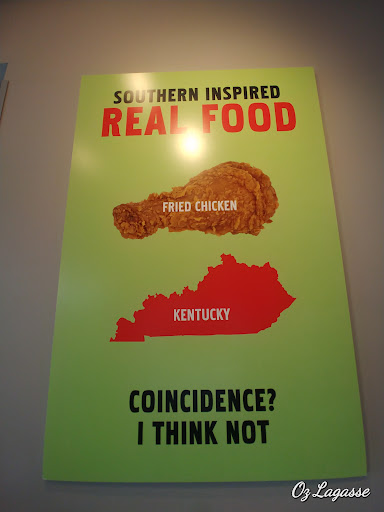 SOUTHERN INSPIRED
REAL FOOD
FRIED CHICKEN
KENTUCKY
COINCIDENCE?
I THINK NOT
Oz Lagasse